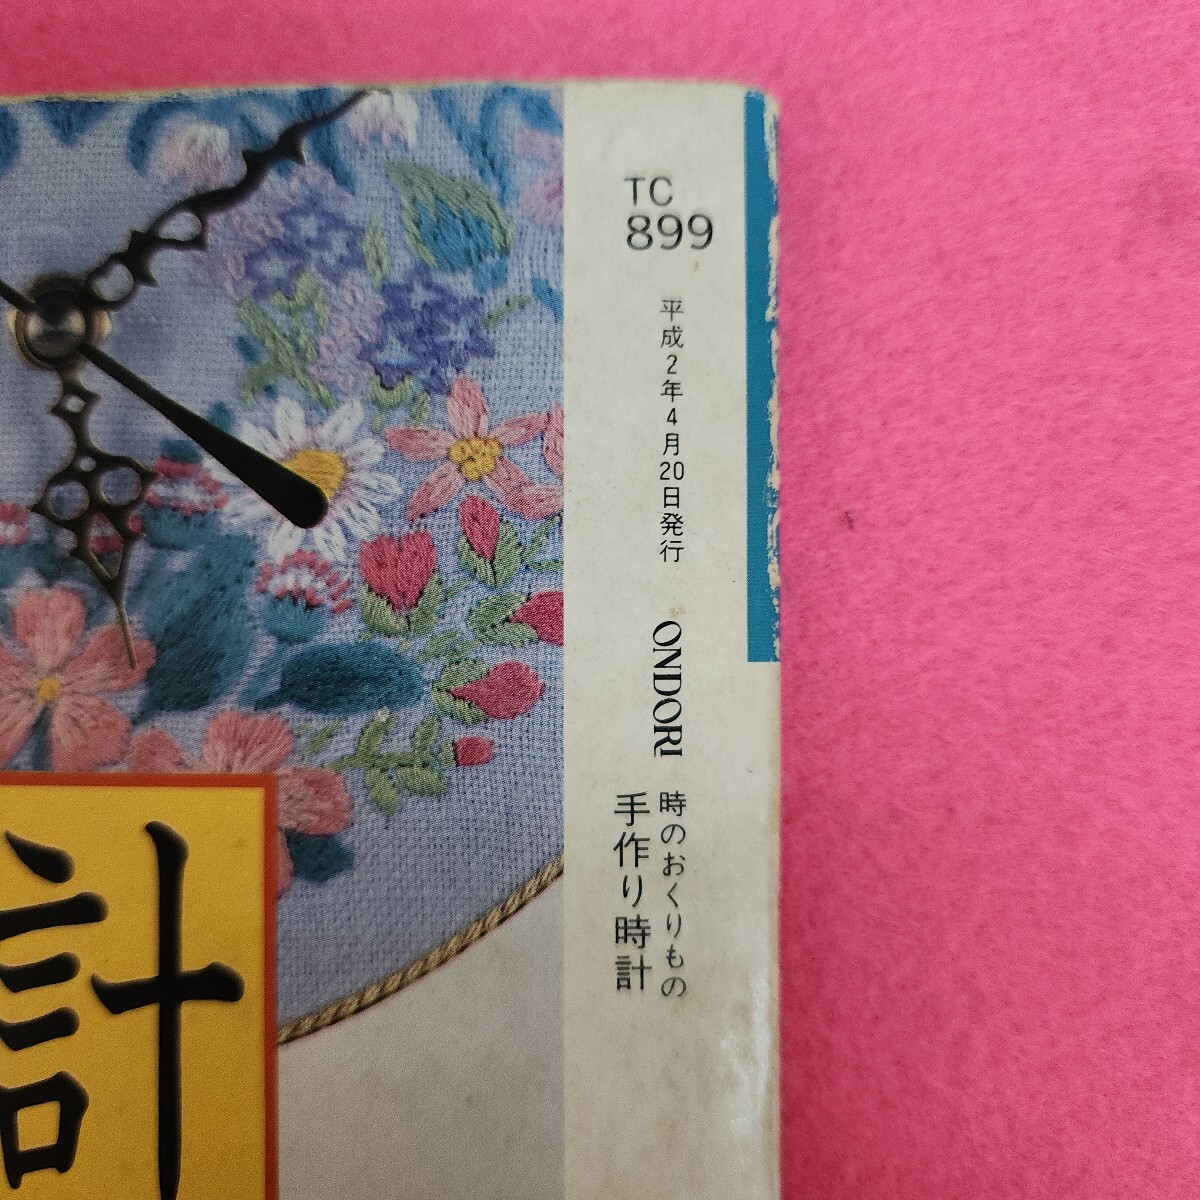 TC
899
平成2年4月20日発行
ONDORI
時のおくりもの
手作り時計
計